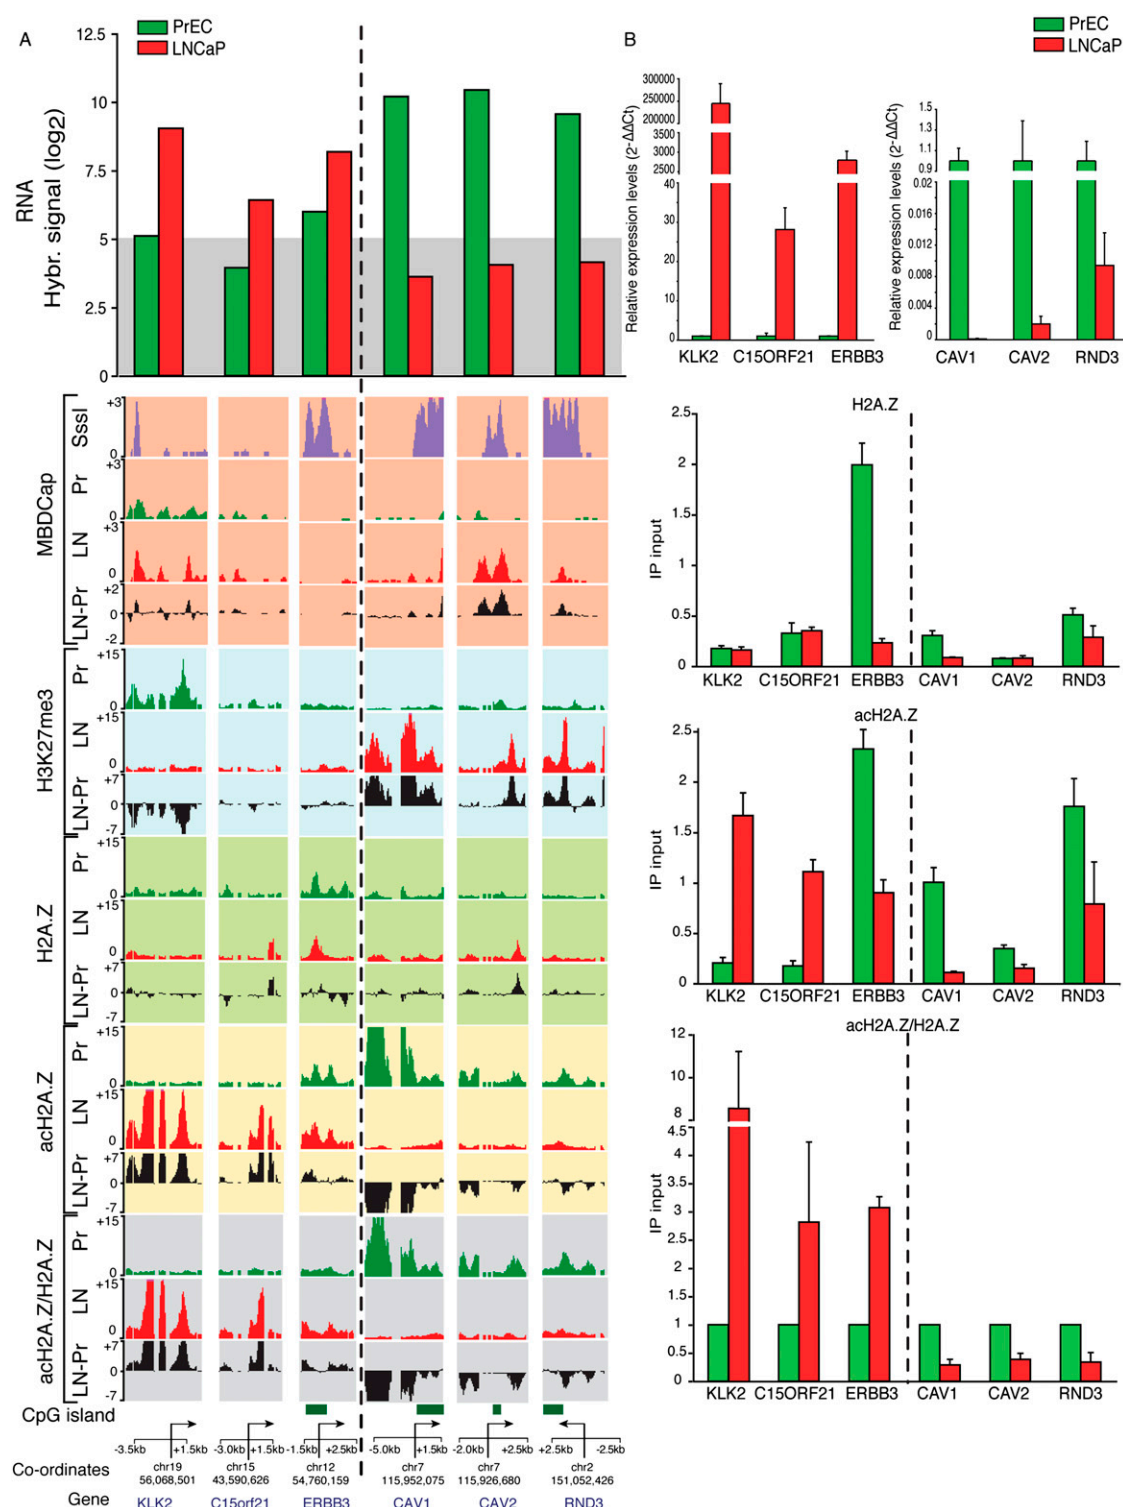 A
PrEC
LNCaP
12.5
10
7.5
5
2.5
0
RNA
Hybr. signal (log2)
B
PrEC
LNCaP
Relative expression levels (2-ΔΔCt)
300000
250000
200000
150000
100000
3500
3000
2500
40
30
20
10
0
KLK2 C15ORF21 ERBB3
Relative expression levels (2-ΔΔCt)
1.5
1.3
1.1
0.9
0.02
0.016
0.012
0.008
0.004
0
CAV1 CAV2 RND3
MBDCap
SssI
+3
0
Pr
+3
0
LN
+3
0
LN-Pr
+2
0
-2
H3K27me3
Pr
+15
0
LN
+15
0
LN-Pr
+7
0
-7
H2A.Z
Pr
+15
0
LN
+15
0
LN-Pr
+7
0
-7
acH2A.Z
Pr
+15
0
LN
+15
0
LN-Pr
+7
0
-7
acH2A.Z/H2A.Z
Pr
+15
0
LN
+15
0
LN-Pr
+7
0
-7
CpG island
-3.5kb +1.5kb -3.0kb +1.5kb -1.5kb +2.5kb -5.0kb +1.5kb -2.0kb +2.5kb +2.5kb -2.5kb
Co-ordinates
chr19 chr15 chr12 chr7 chr7 chr2
56,068,501 43,590,626 54,760,159 115,952,075 115,926,680 151,052,426
Gene KLK2 C15orf21 ERBB3 CAV1 CAV2 RND3
H2A.Z
IP input
2.5
2
1.5
1
0.5
0
KLK2 C15ORF21 ERBB3 CAV1 CAV2 RND3
acH2A.Z
IP input
2.5
2
1.5
1
0.5
0
KLK2 C15ORF21 ERBB3 CAV1 CAV2 RND3
acH2A.Z/H2A.Z
IP input
12
10
8
4.5
4
3.5
3
2.5
2
1.5
1
0.5
0
KLK2 C15ORF21 ERBB3 CAV1 CAV2 RND3